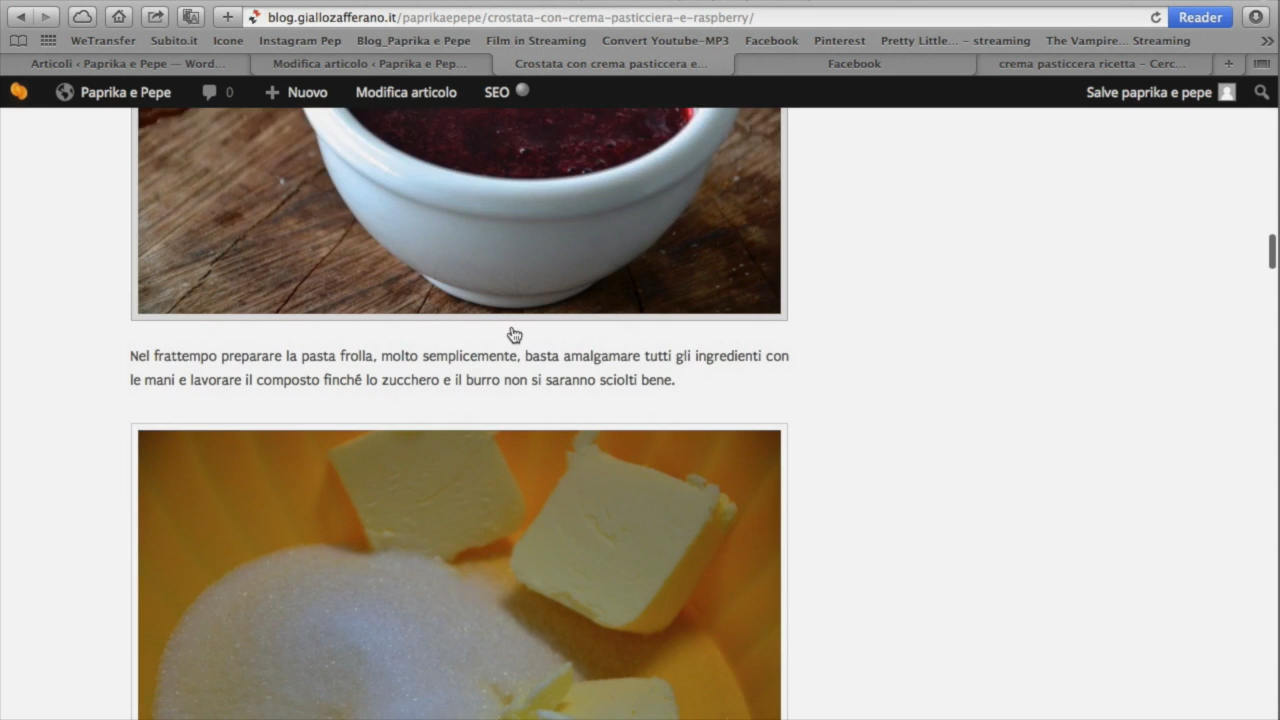 blog.giallozafferano.it/paprikaepepe/crostata-con-crema-pasticciera-e-raspberry/
Reader
WeTransfer Subito.it Icone Instagram Pep Blog_Paprika e Pepe Film in Streaming Convert Youtube-MP3 Facebook Pinterest Pretty Little... - streaming The Vampire... Streaming
Articoli ‹ Paprika e Pepe — Word... Modifica articolo ‹ Paprika e Pep... Crostata con crema pasticcera e... Facebook crema pasticcera ricetta - Cerc...
Paprika e Pepe 0 Nuovo Modifica articolo SEO Salve paprika e pepe
Nel frattempo preparare la pasta frolla, molto semplicemente, basta amalgamare tutti gli ingredienti con
le mani e lavorare il composto finché lo zucchero e il burro non si saranno sciolti bene.